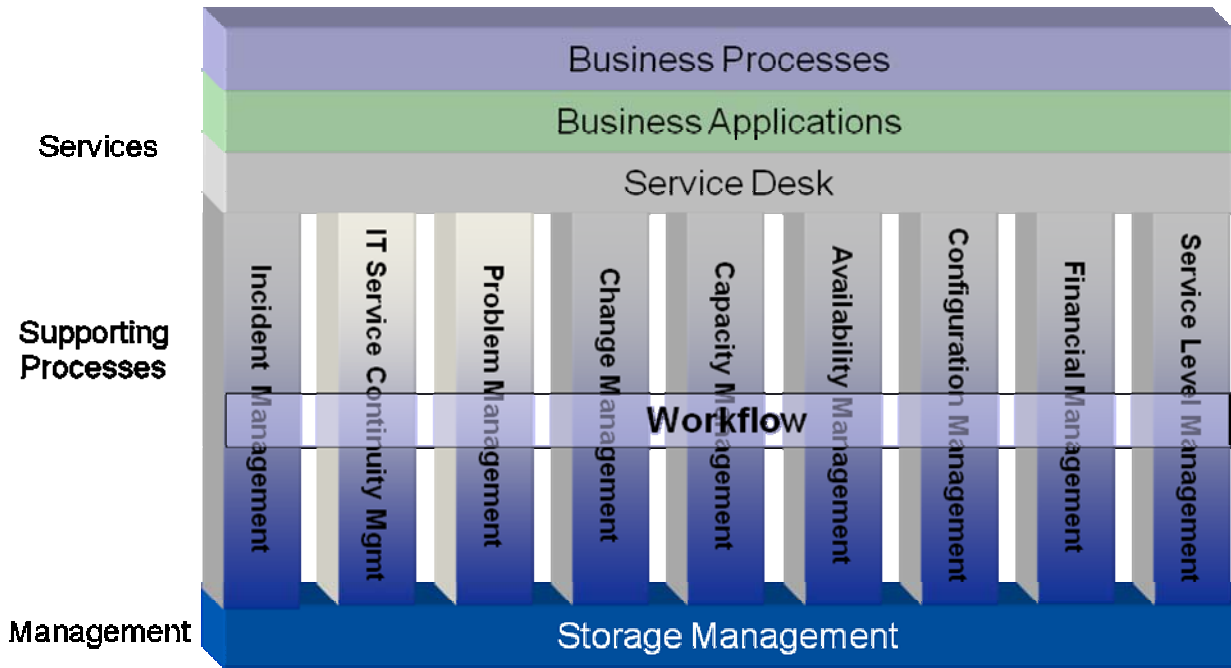 Business Processes
Business Applications
Services
Service Desk
Incident Management
IT Service Continuity Mgmt
Problem Management
Change Management
Capacity Management
Availability Management
Configuration Management
Financial Management
Service Level Management
Supporting
Processes
Workflow
Management
Storage Management